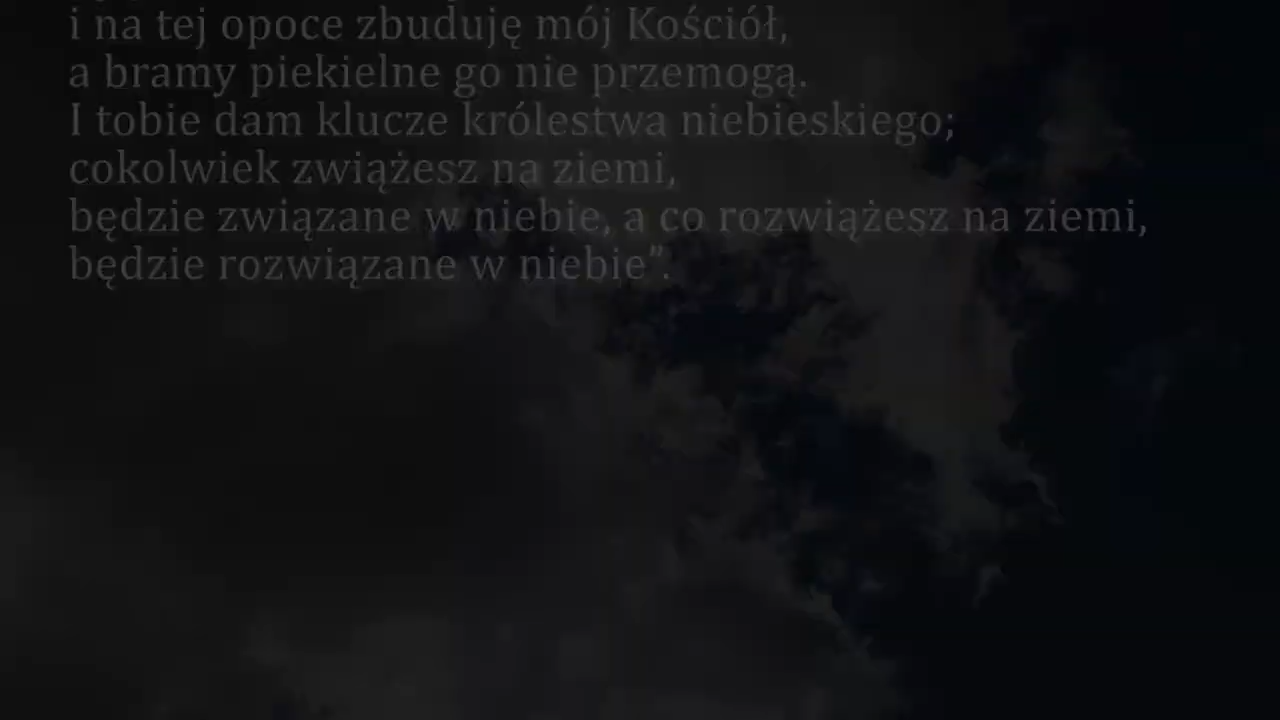 i na tej opoce zbuduję mój Kościół,
a bramy piekielne go nie przemogą.
I tobie dam klucze królestwa niebieskiego;
cokolwiek zwiążesz na ziemi,
będzie związane w niebie, a co rozwiążesz na ziemi,
będzie rozwiązane w niebie”.